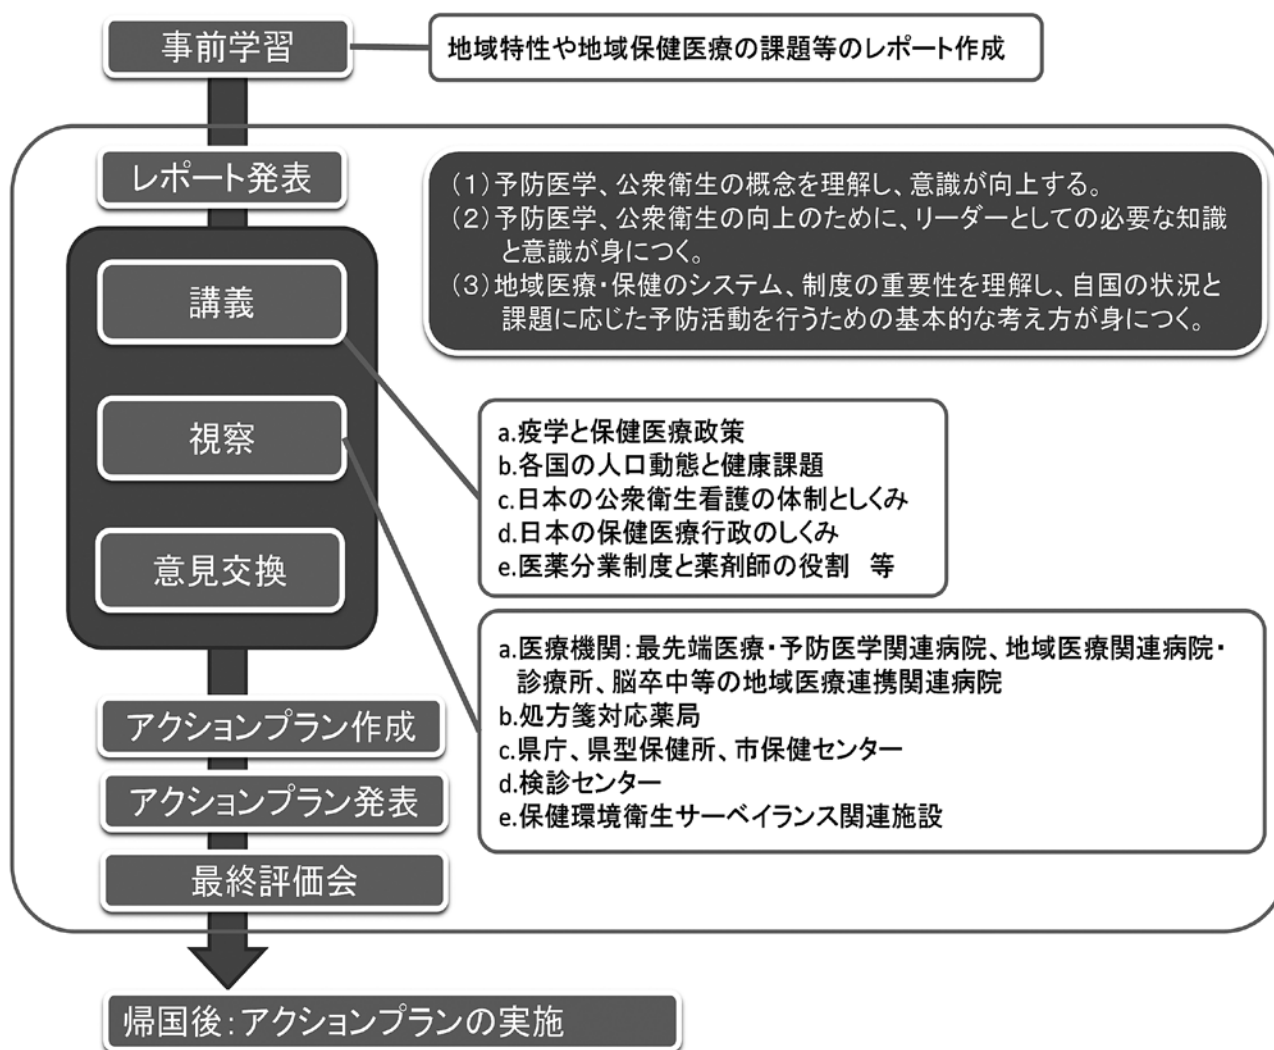 事前学習
地域特性や地域保健医療の課題等のレポート作成
レポート発表
(1)予防医学、公衆衛生の概念を理解し、意識が向上する。
(2)予防医学、公衆衛生の向上のために、リーダーとしての必要な知識
と意識が身につく。
(3)地域医療・保健のシステム、制度の重要性を理解し、自国の状況と
課題に応じた予防活動を行うための基本的な考え方が身につく。
講義
視察
意見交換
a.疫学と保健医療政策
b.各国の人口動態と健康課題
c.日本の公衆衛生看護の体制としくみ
d.日本の保健医療行政のしくみ
e.医薬分業制度と薬剤師の役割　等
a.医療機関:最先端医療・予防医学関連病院、地域医療関連病院・
診療所、脳卒中等の地域医療連携関連病院
b.処方箋対応薬局
c.県庁、県型保健所、市保健センター
d.検診センター
e.保健環境衛生サーベイランス関連施設
アクションプラン作成
アクションプラン発表
最終評価会
帰国後:アクションプランの実施